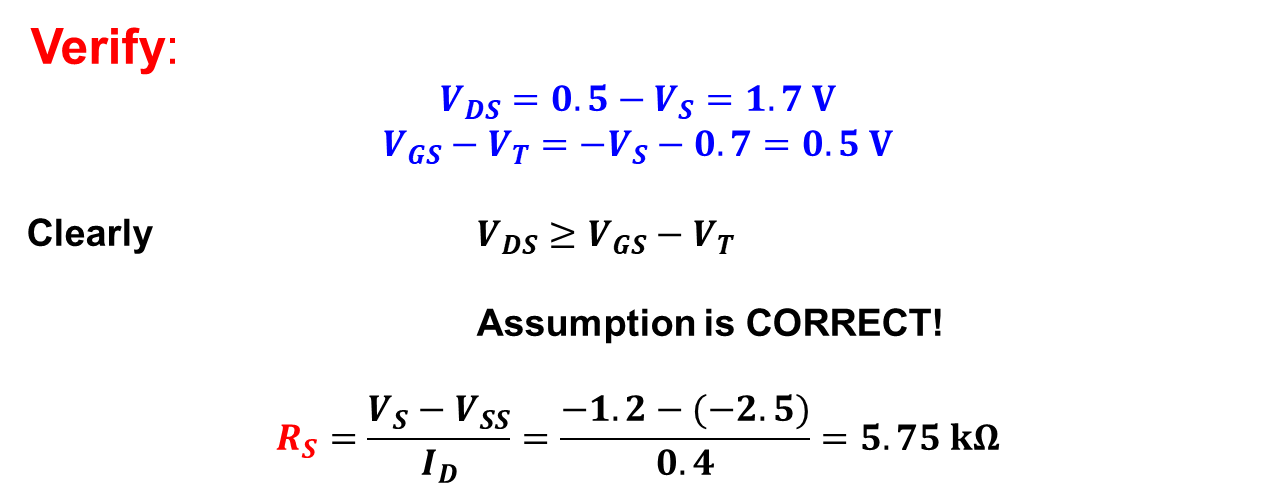 Verify:
V_DS = 0.5 − V_S = 1.7 V
V_GS − V_T = −V_S − 0.7 = 0.5 V
Clearly V_DS ≥ V_GS − V_T
Assumption is CORRECT!
R_S = (V_S − V_SS) / I_D = (−1.2 − (−2.5)) / 0.4 = 5.75 kΩ